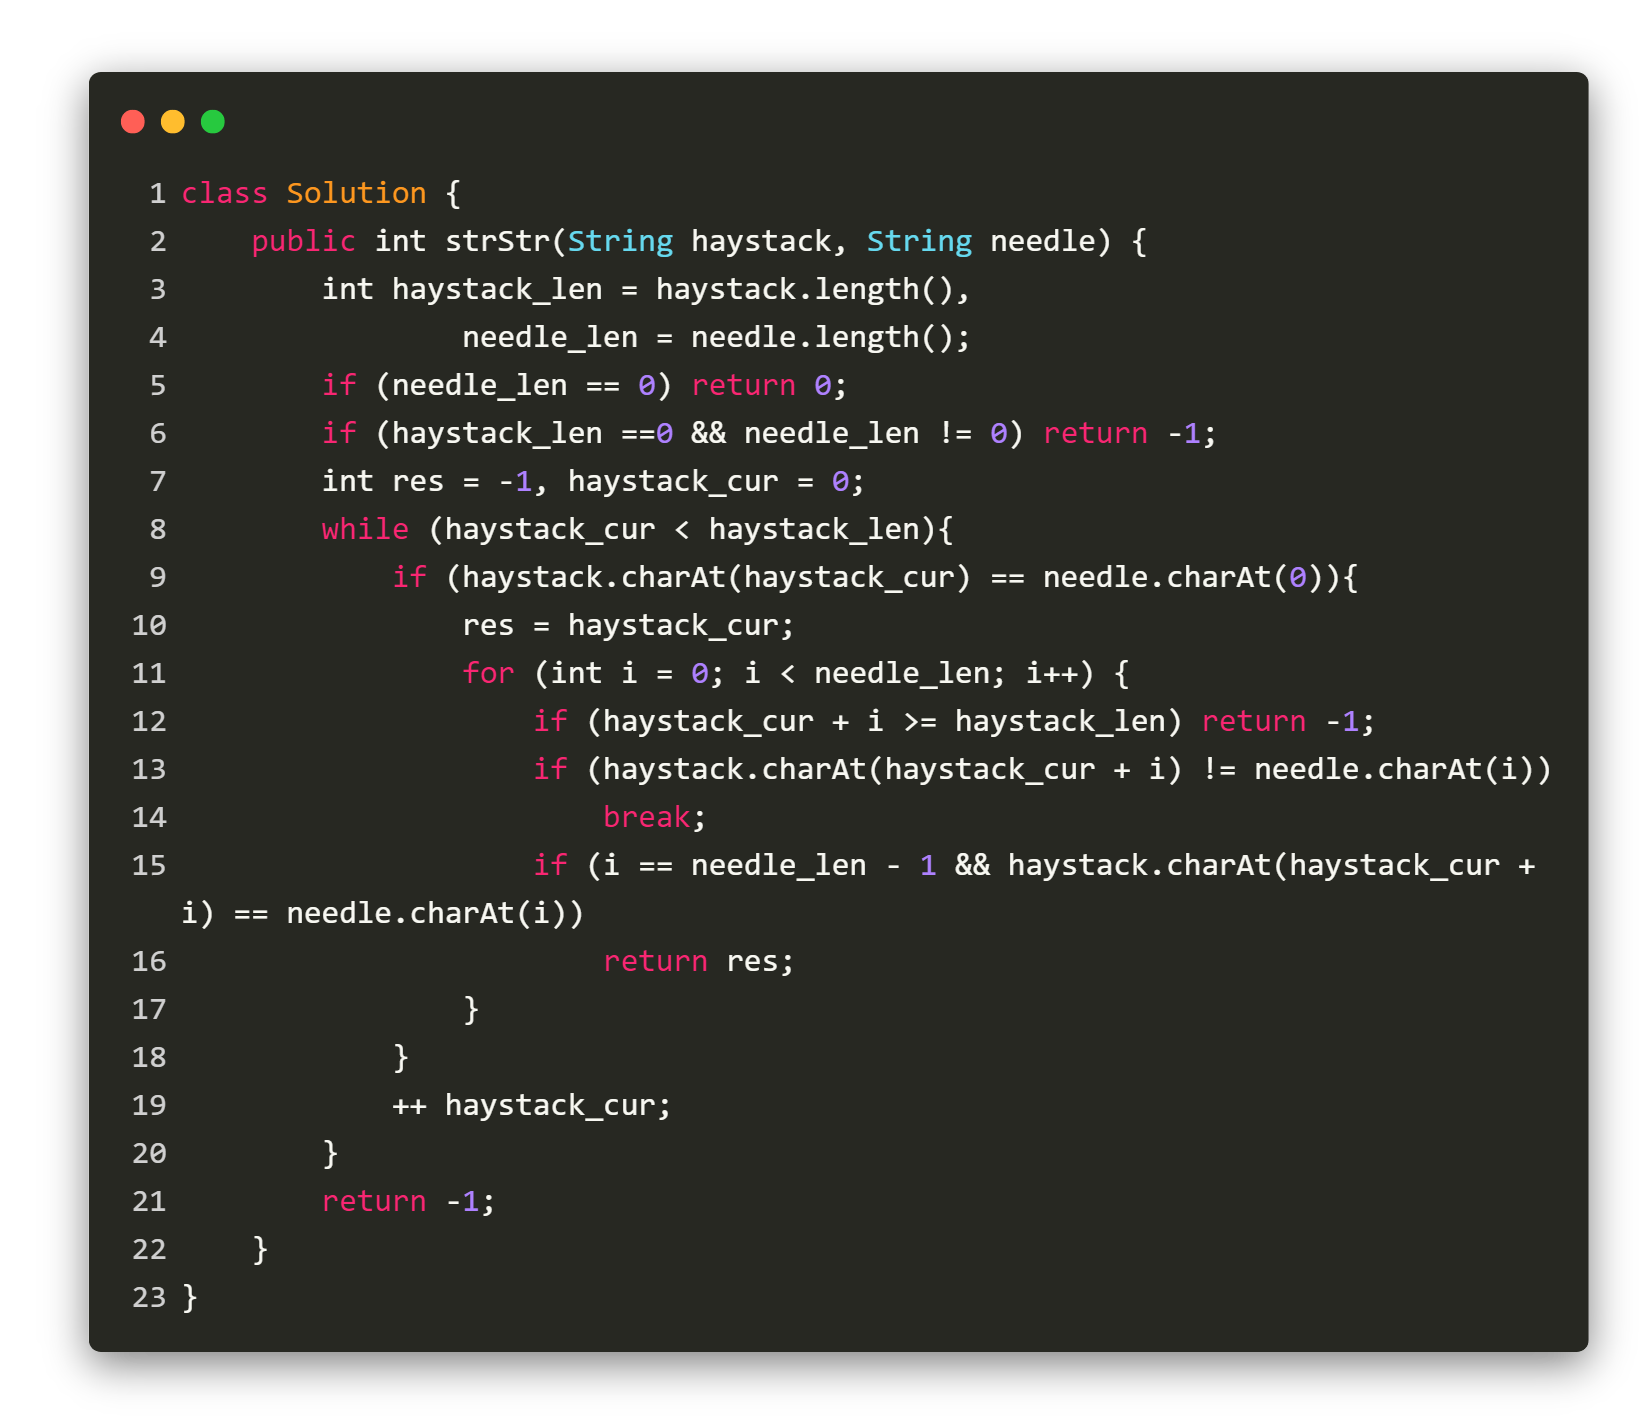 1 class Solution {
2     public int strStr(String haystack, String needle) {
3         int haystack_len = haystack.length(),
4                 needle_len = needle.length();
5         if (needle_len == 0) return 0;
6         if (haystack_len ==0 && needle_len != 0) return -1;
7         int res = -1, haystack_cur = 0;
8         while (haystack_cur < haystack_len){
9             if (haystack.charAt(haystack_cur) == needle.charAt(0)){
10                 res = haystack_cur;
11                 for (int i = 0; i < needle_len; i++) {
12                     if (haystack_cur + i >= haystack_len) return -1;
13                     if (haystack.charAt(haystack_cur + i) != needle.charAt(i))
14                         break;
15                     if (i == needle_len - 1 && haystack.charAt(haystack_cur +
i) == needle.charAt(i))
16                         return res;
17                 }
18             }
19             ++ haystack_cur;
20         }
21         return -1;
22     }
23 }